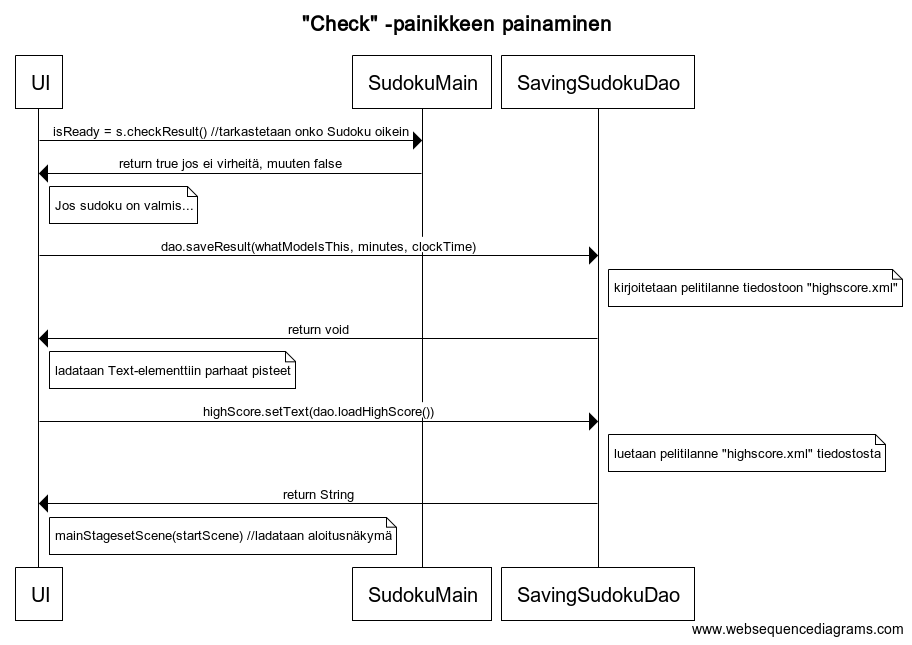 "Check" -painikkeen painaminen
UI
SudokuMain
SavingSudokuDao
isReady = s.checkResult() //tarkastetaan onko Sudoku oikein
return true jos ei virheitä, muuten false
Jos sudoku on valmis...
dao.saveResult(whatModeIsThis, minutes, clockTime)
kirjoitetaan pelitilanne tiedostoon "highscore.xml"
return void
ladataan Text-elementtiin parhaat pisteet
highScore.setText(dao.loadHighScore())
luetaan pelitilanne "highscore.xml" tiedostosta
return String
mainStagesetScene(startScene) //ladataan aloitusnäkymä
UI
SudokuMain
SavingSudokuDao
www.websequencediagrams.com